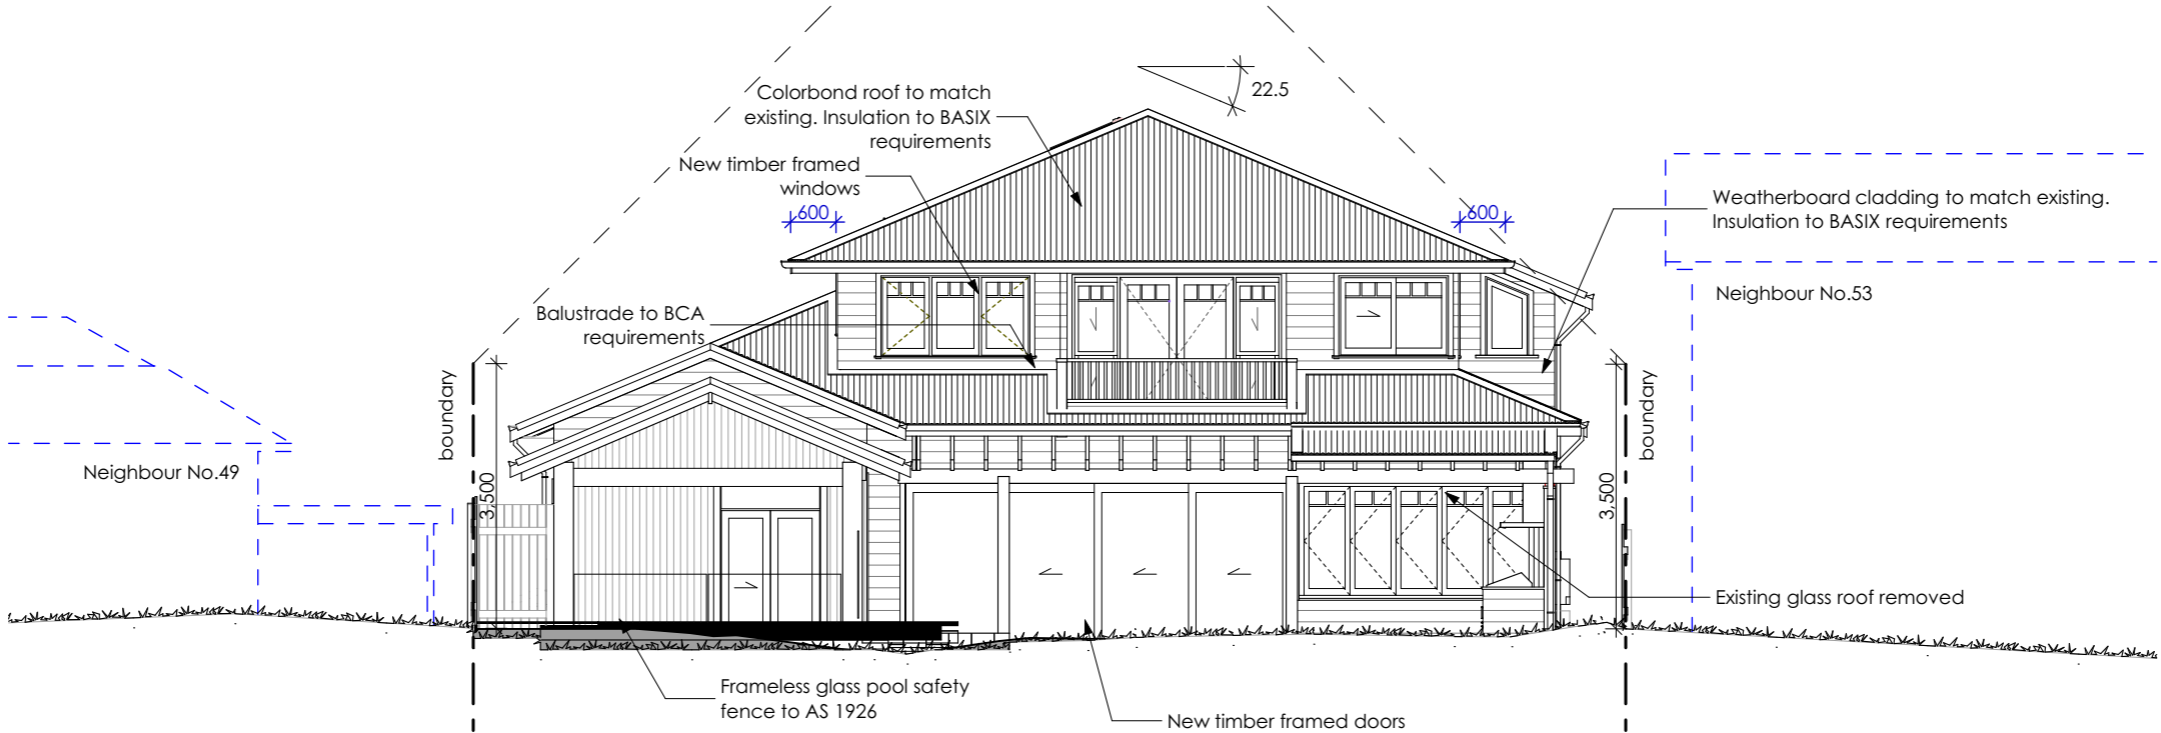 22.5
Colorbond roof to match
existing. Insulation to BASIX
requirements
New timber framed
windows
600
600
Weatherboard cladding to match existing.
Insulation to BASIX requirements
Neighbour No.53
Balustrade to BCA
requirements
boundary
boundary
Neighbour No.49
3,500
3,500
Existing glass roof removed
Frameless glass pool safety
fence to AS 1926
New timber framed doors